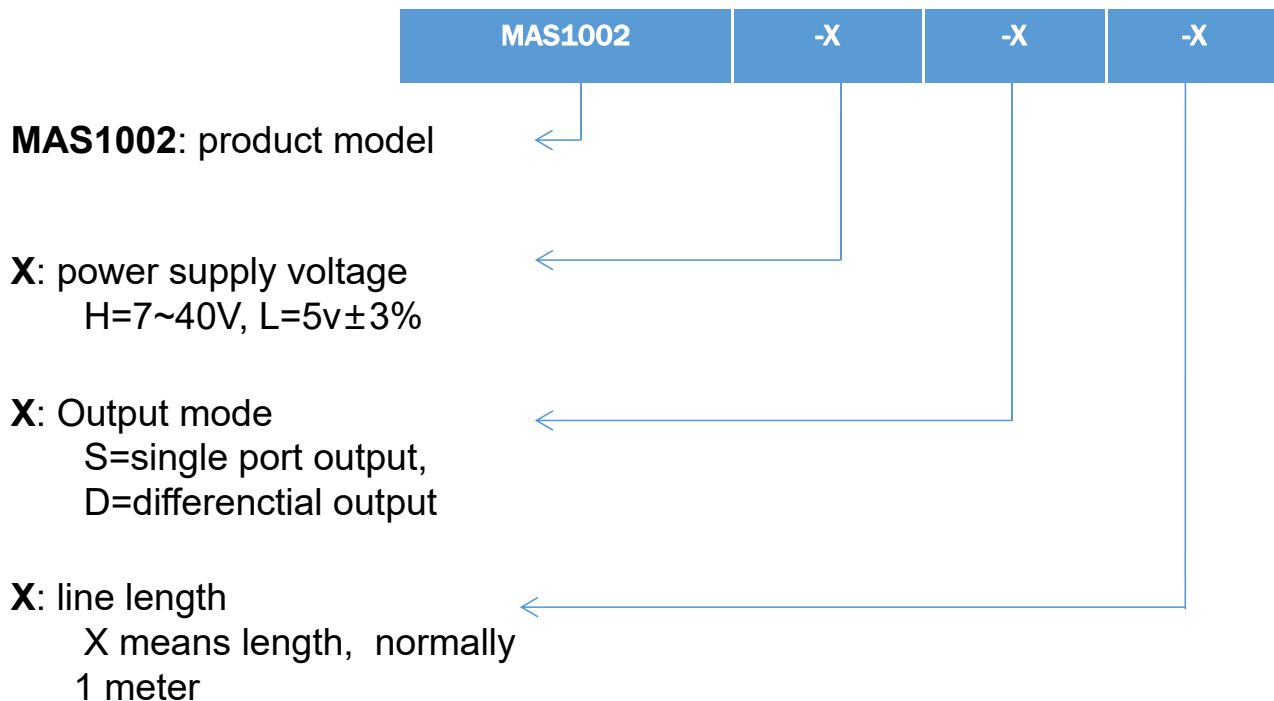 MAS1002 -X -X -X
MAS1002: product model
X: power supply voltage
H=7~40V, L=5v±3%
X: Output mode
S=single port output,
D=differenctial output
X: line length
X means length, normally
1 meter